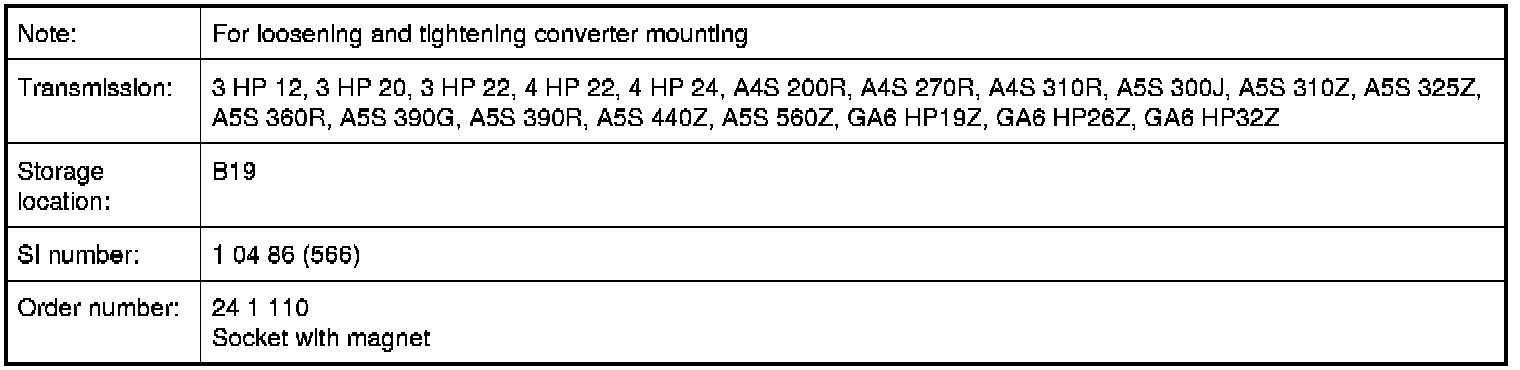 Note: For loosening and tightening converter mounting
Transmission: 3 HP 12, 3 HP 20, 3 HP 22, 4 HP 22, 4 HP 24, A4S 200R, A4S 270R, A4S 310R, A5S 300J, A5S 310Z, A5S 325Z,
A5S 360R, A5S 390G, A5S 390R, A5S 440Z, A5S 560Z, GA6 HP19Z, GA6 HP26Z, GA6 HP32Z
Storage B19
location:
SI number: 1 04 86 (566)
Order number: 24 1 110
Socket with magnet